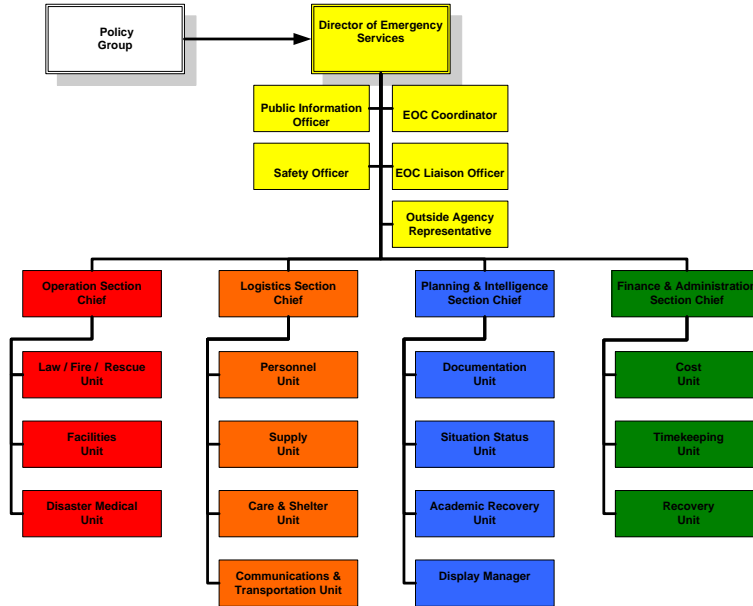 Policy
Group
Director of Emergency
Services
Public Information
Officer
EOC Coordinator
Safety Officer
EOC Liaison Officer
Outside Agency
Representative
Operation Section
Chief
Logistics Section
Chief
Planning & Intelligence
Section Chief
Finance & Administration
Section Chief
Law / Fire / Rescue
Unit
Personnel
Unit
Documentation
Unit
Cost
Unit
Facilities
Unit
Supply
Unit
Situation Status
Unit
Timekeeping
Unit
Disaster Medical
Unit
Care & Shelter
Unit
Academic Recovery
Unit
Recovery
Unit
Communications &
Transportation Unit
Display Manager